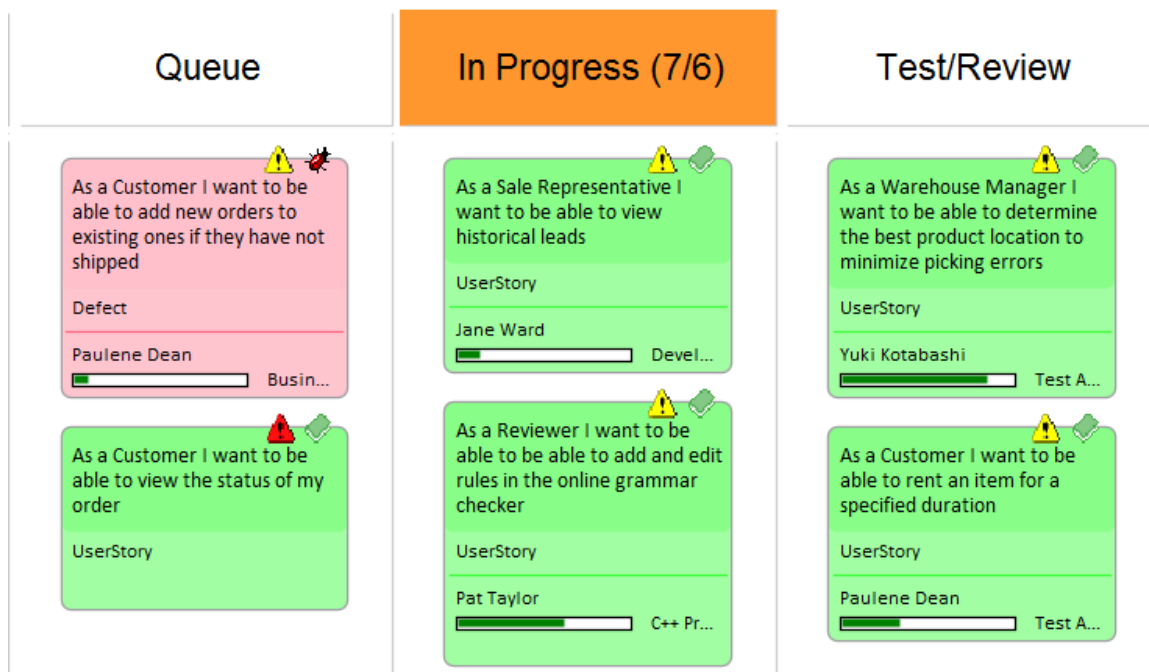 Queue
In Progress (7/6)
Test/Review
As a Customer I want to be
able to add new orders to
existing ones if they have not
shipped
Defect
Paulene Dean
Busin...
As a Customer I want to be
able to view the status of my
order
UserStory
As a Sale Representative I
want to be able to view
historical leads
UserStory
Jane Ward
Devel...
As a Reviewer I want to be
able to be able to add and edit
rules in the online grammar
checker
UserStory
Pat Taylor
C++ Pr...
As a Warehouse Manager I
want to be able to determine
the best product location to
minimize picking errors
UserStory
Yuki Kotabashi
Test A...
As a Customer I want to be
able to rent an item for a
specified duration
UserStory
Paulene Dean
Test A...